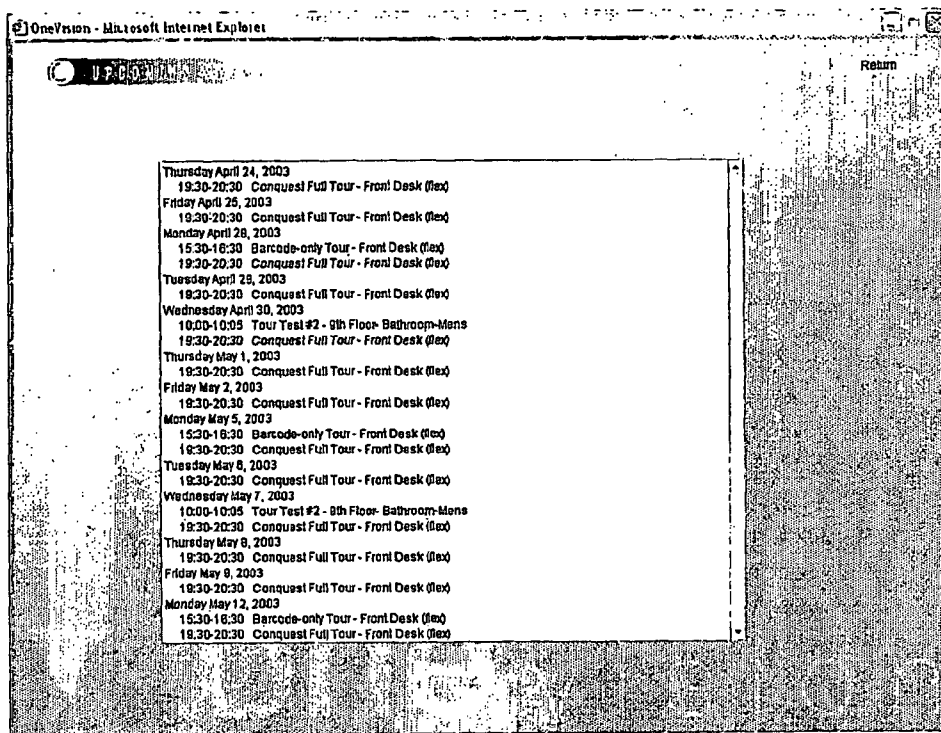 OneVision - Microsoft Internet Explorer
Return
Thursday April 24, 2003
19:30-20:30 Conquest Full Tour - Front Desk (flex)
Friday April 25, 2003
19:30-20:30 Conquest Full Tour - Front Desk (flex)
Monday April 28, 2003
15:30-16:30 Barcode-only Tour - Front Desk (flex)
19:30-20:30 Conquest Full Tour - Front Desk (flex)
Tuesday April 29, 2003
19:30-20:30 Conquest Full Tour - Front Desk (flex)
Wednesday April 30, 2003
10:00-10:05 Tour Test #2 - 9th Floor- Bathroom-Mens
19:30-20:30 Conquest Full Tour - Front Desk (flex)
Thursday May 1, 2003
19:30-20:30 Conquest Full Tour - Front Desk (flex)
Friday May 2, 2003
19:30-20:30 Conquest Full Tour - Front Desk (flex)
Monday May 5, 2003
15:30-16:30 Barcode-only Tour - Front Desk (flex)
19:30-20:30 Conquest Full Tour - Front Desk (flex)
Tuesday May 6, 2003
19:30-20:30 Conquest Full Tour - Front Desk (flex)
Wednesday May 7, 2003
10:00-10:05 Tour Test #2 - 9th Floor- Bathroom-Mens
19:30-20:30 Conquest Full Tour - Front Desk (flex)
Thursday May 8, 2003
19:30-20:30 Conquest Full Tour - Front Desk (flex)
Friday May 9, 2003
19:30-20:30 Conquest Full Tour - Front Desk (flex)
Monday May 12, 2003
15:30-16:30 Barcode-only Tour - Front Desk (flex)
19:30-20:30 Conquest Full Tour - Front Desk (flex)